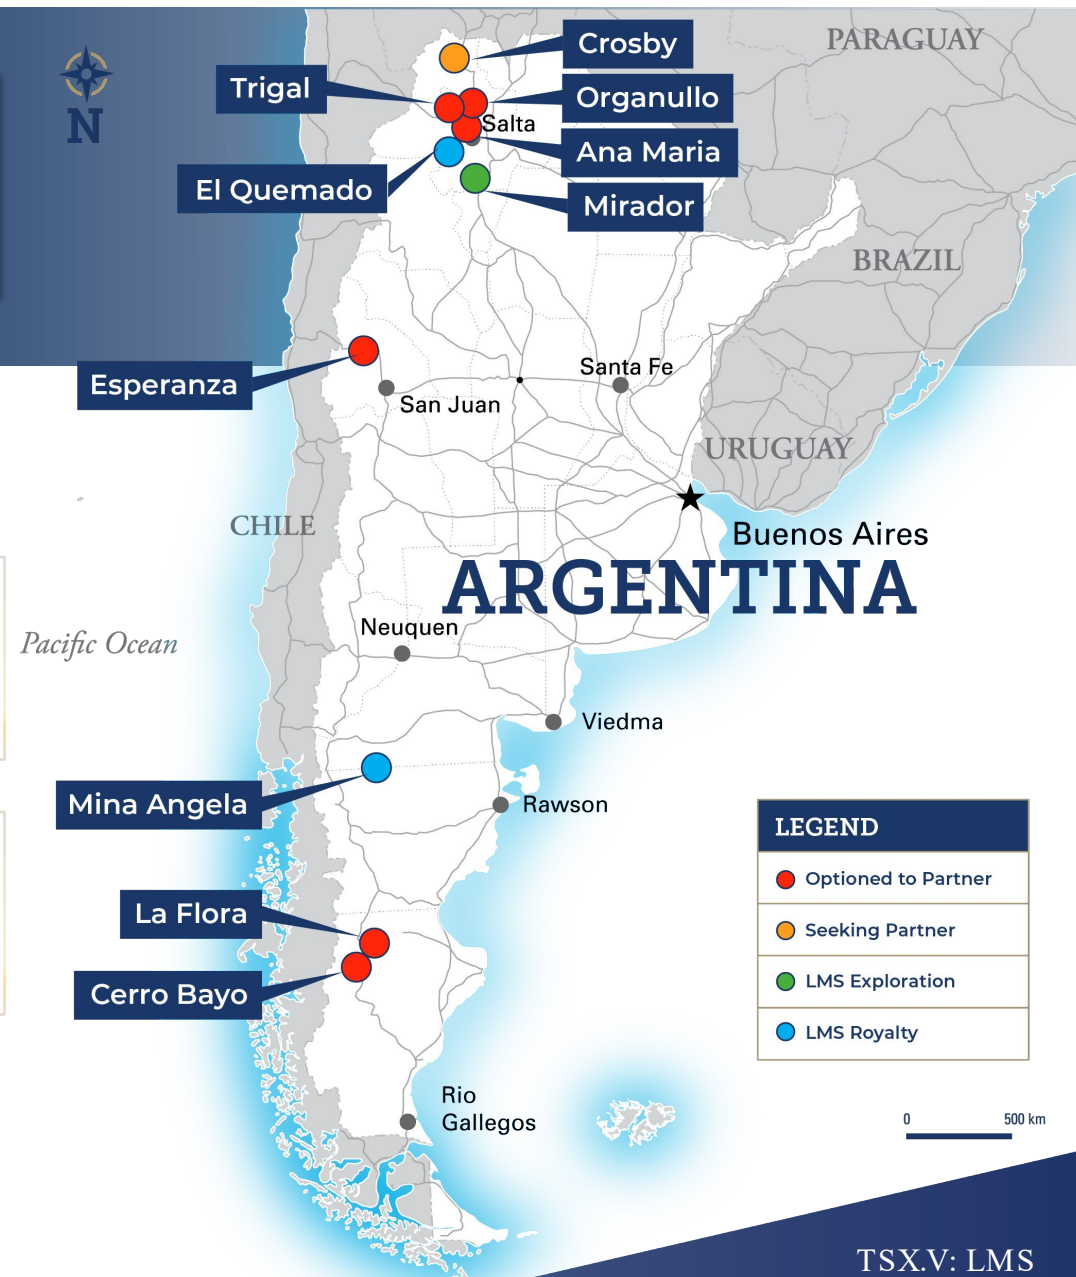 N
PARAGUAY
Crosby
Trigal
Organullo
Salta
Ana Maria
El Quemado
Mirador
BRAZIL
Santa Fe
Esperanza
San Juan
URUGUAY
CHILE
Buenos Aires
ARGENTINA
Neuquen
Pacific Ocean
Viedma
Mina Angela
Rawson
LEGEND
Optioned to Partner
Seeking Partner
LMS Exploration
LMS Royalty
La Flora
Cerro Bayo
Rio
Gallegos
0 500 km
TSX.V: LMS